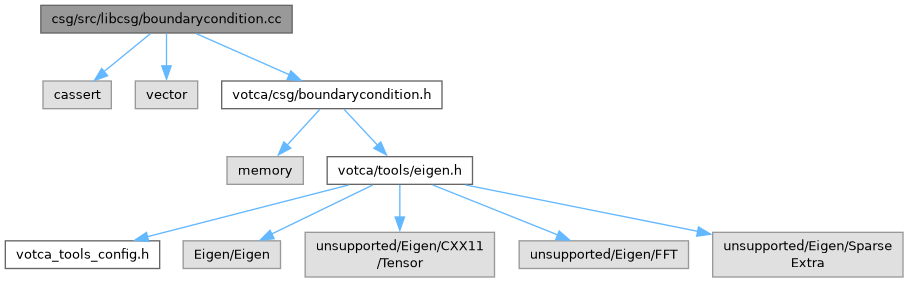 csg/src/libcsg/boundarycondition.cc
cassert
vector
votca/csg/boundarycondition.h
memory
votca/tools/eigen.h
votca_tools_config.h
Eigen/Eigen
unsupported/Eigen/CXX11
/Tensor
unsupported/Eigen/FFT
unsupported/Eigen/Sparse
Extra